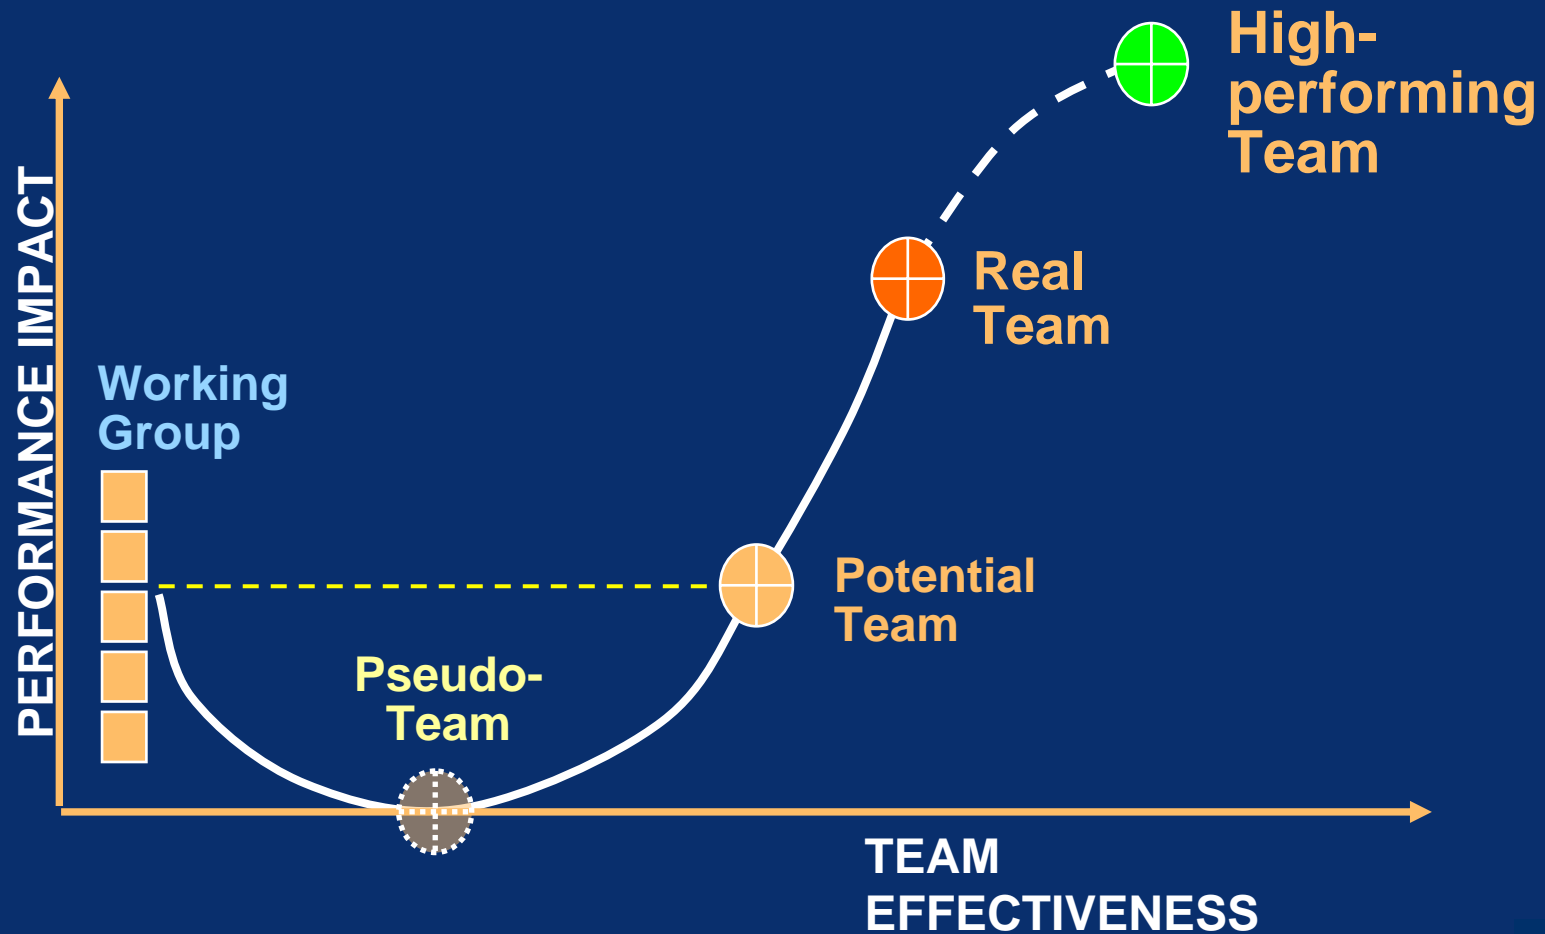 High-
performing
Team
Real
Team
PERFORMANCE IMPACT
Working
Group
Potential
Team
Pseudo-
Team
TEAM
EFFECTIVENESS